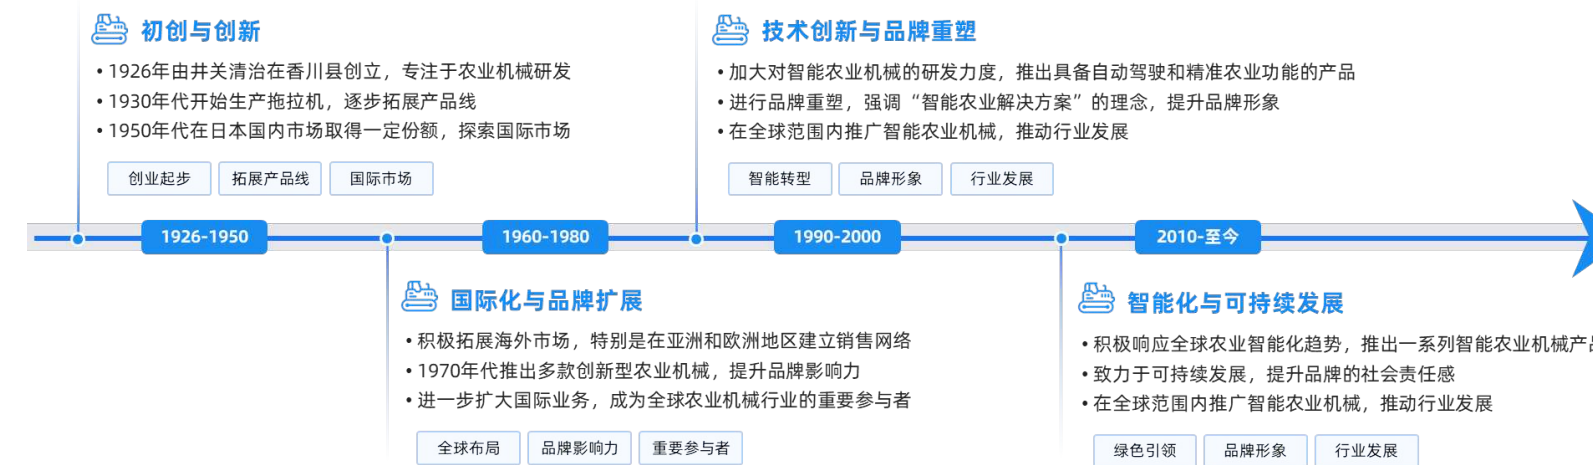 初创与创新
• 1926年由井关清治在香川县创立，专注于农业机械研发
• 1930年代开始生产拖拉机，逐步拓展产品线
• 1950年代在日本国内市场取得一定份额，探索国际市场
创业起步 拓展产品线 国际市场
技术创新与品牌重塑
• 加大对智能农业机械的研发力度，推出具备自动驾驶和精准农业功能的产品
• 进行品牌重塑，强调“智能农业解决方案”的理念，提升品牌形象
• 在全球范围内推广智能农业机械，推动行业发展
智能转型 品牌形象 行业发展
1926-1950 1960-1980 1990-2000 2010-至今
国际化与品牌扩展
• 积极拓展海外市场，特别是在亚洲和欧洲地区建立销售网络
• 1970年代推出多款创新型农业机械，提升品牌影响力
• 进一步扩大国际业务，成为全球农业机械行业的重要参与者
全球布局 品牌影响力 重要参与者
智能化与可持续发展
• 积极响应全球农业智能化趋势，推出一系列智能农业机械产品
• 致力于可持续发展，提升品牌的社会责任感
• 在全球范围内推广智能农业机械，推动行业发展
绿色引领 品牌形象 行业发展